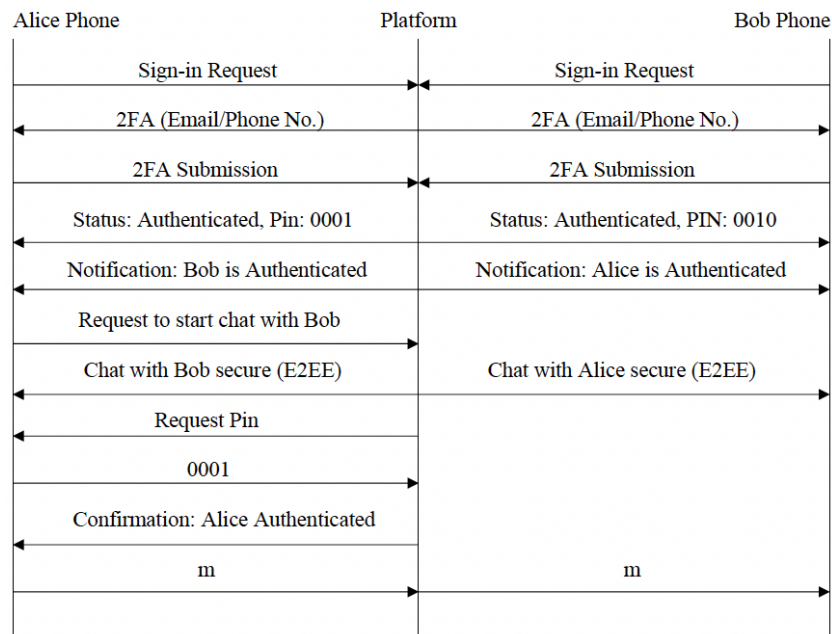 Alice Phone Platform Bob Phone
Sign-in Request Sign-in Request
2FA (Email/Phone No.) 2FA (Email/Phone No.)
2FA Submission 2FA Submission
Status: Authenticated, Pin: 0001 Status: Authenticated, PIN: 0010
Notification: Bob is Authenticated Notification: Alice is Authenticated
Request to start chat with Bob
Chat with Bob secure (E2EE) Chat with Alice secure (E2EE)
Request Pin
0001
Confirmation: Alice Authenticated
m m